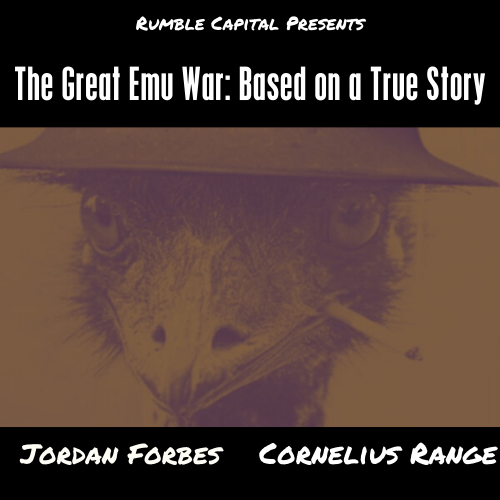 Rumble Capital Presents
The Great Emu War: Based on a True Story
Jordan Forbes Cornelius Range